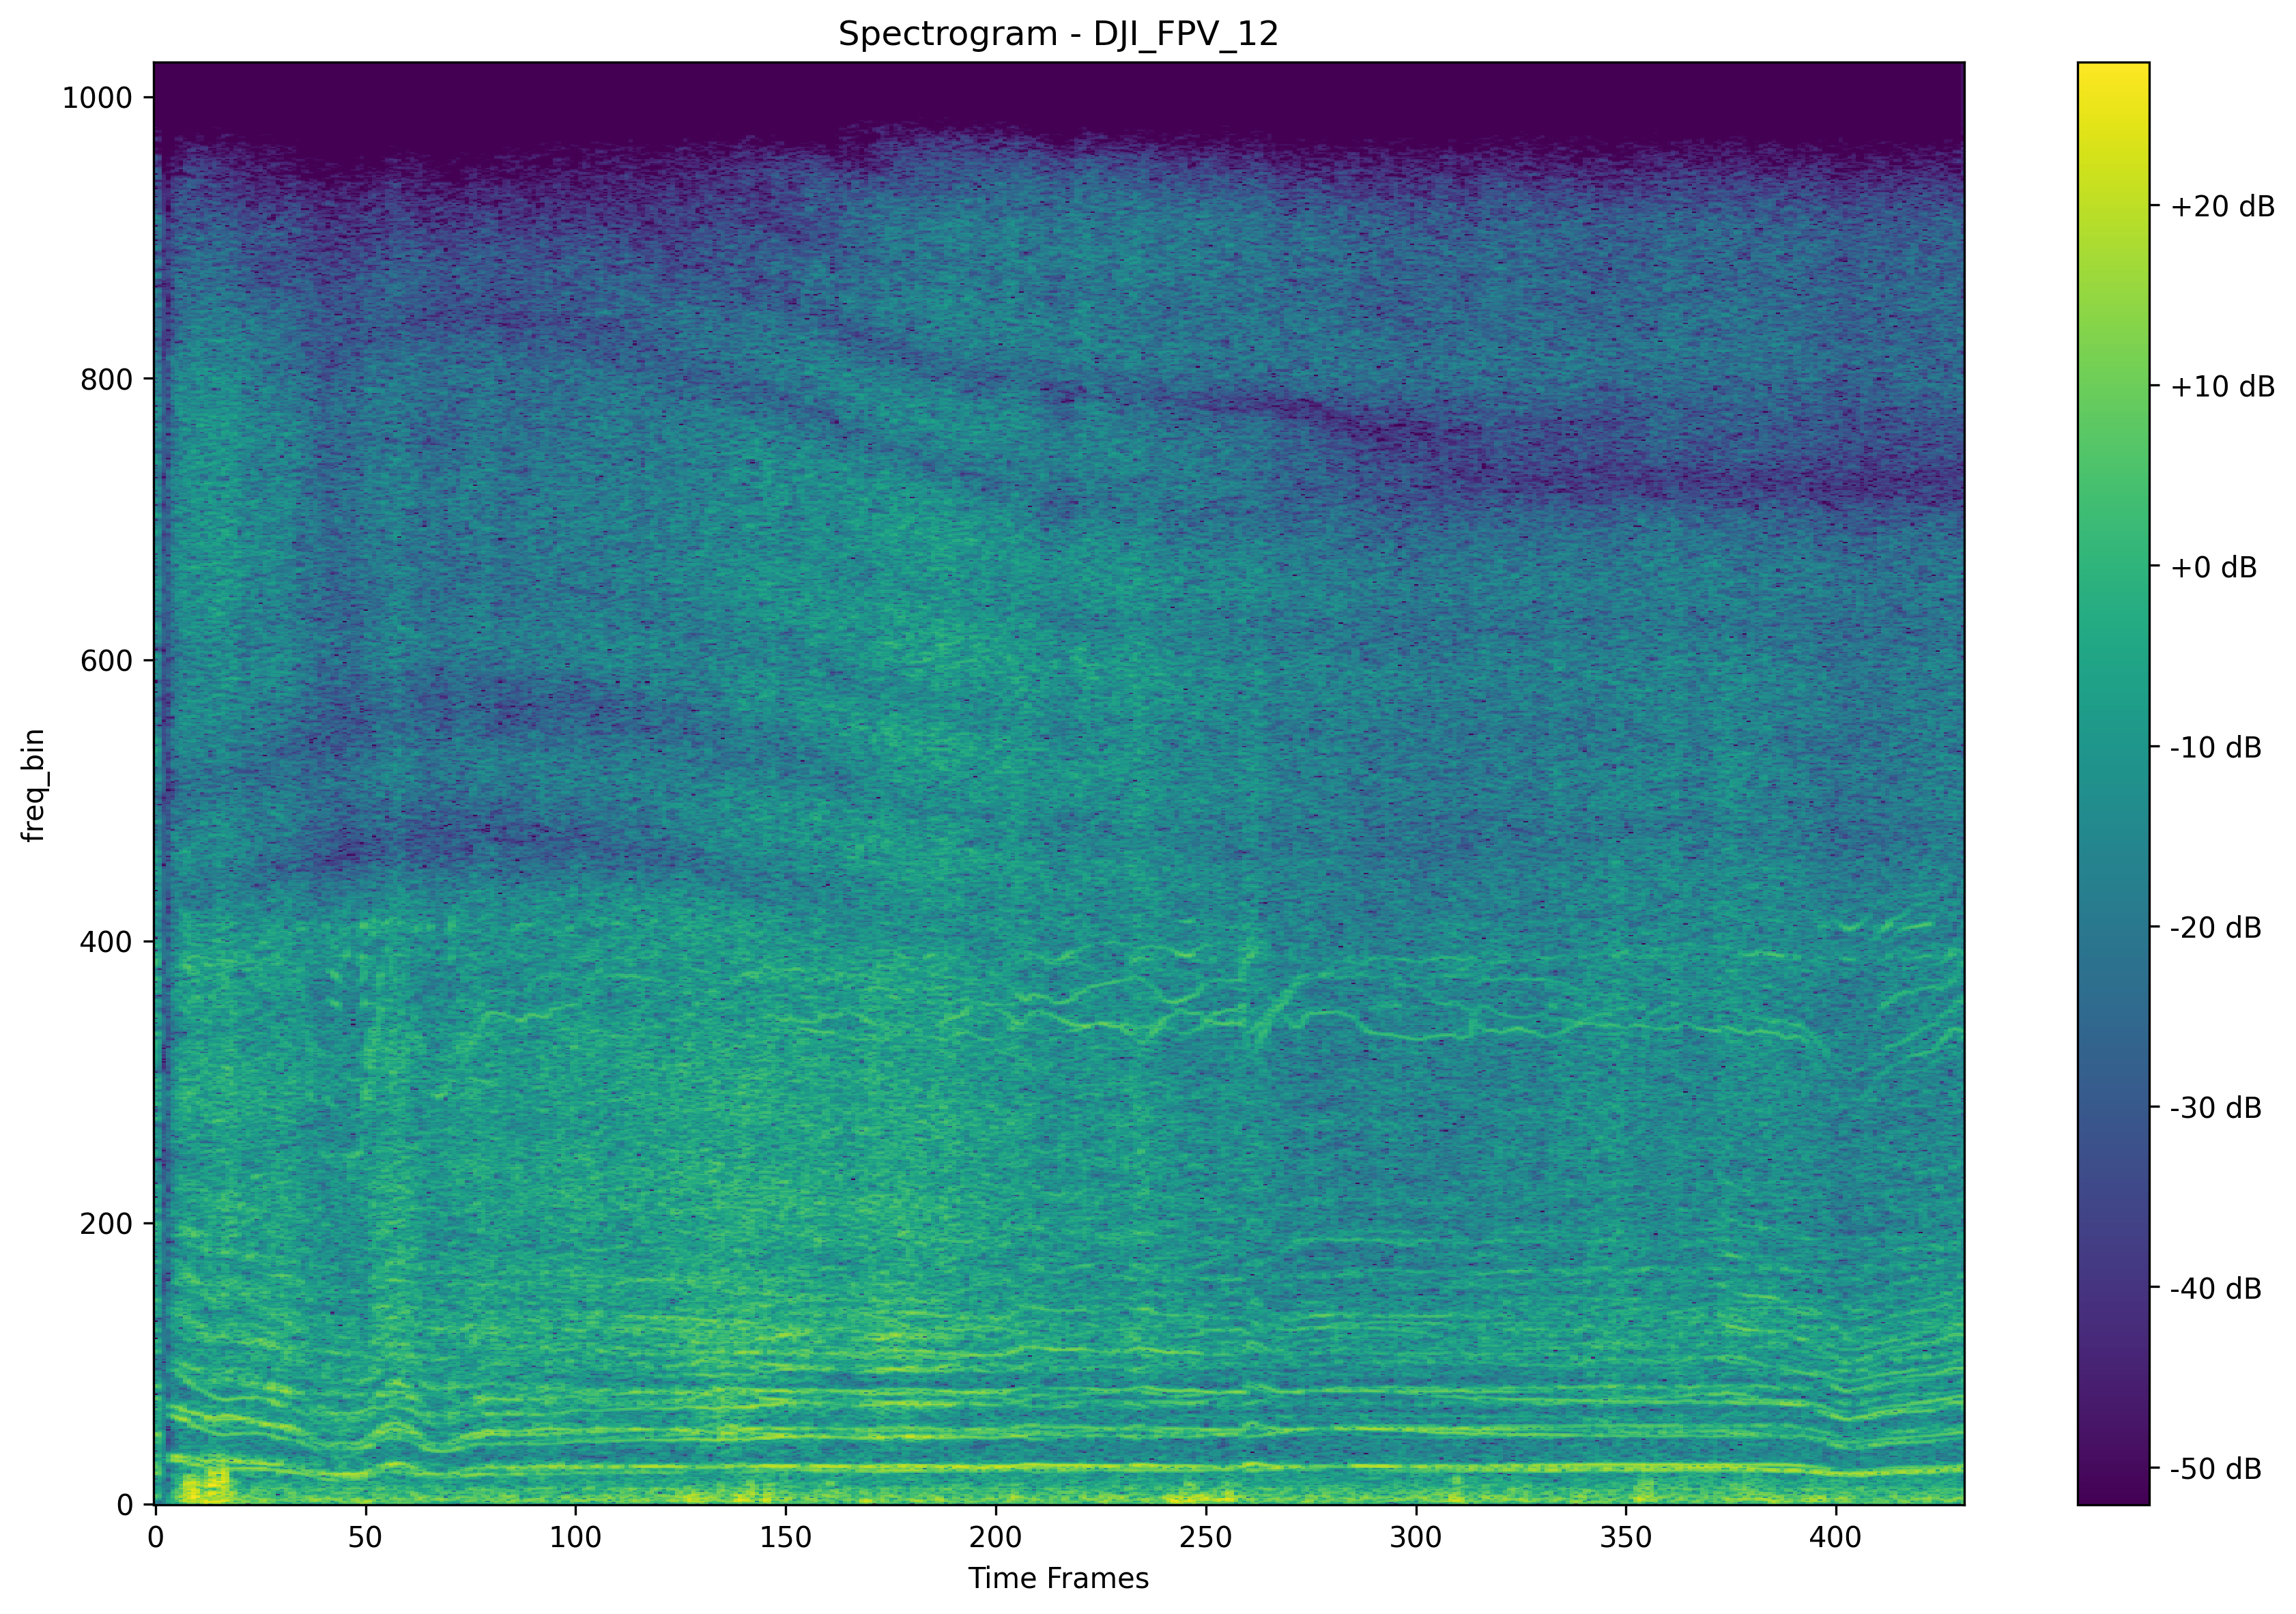 Spectrogram - DJI_FPV_12
1000
800
600
400
200
0
freq_bin
0 50 100 150 200 250 300 350 400
Time Frames
+20 dB
+10 dB
+0 dB
-10 dB
-20 dB
-30 dB
-40 dB
-50 dB